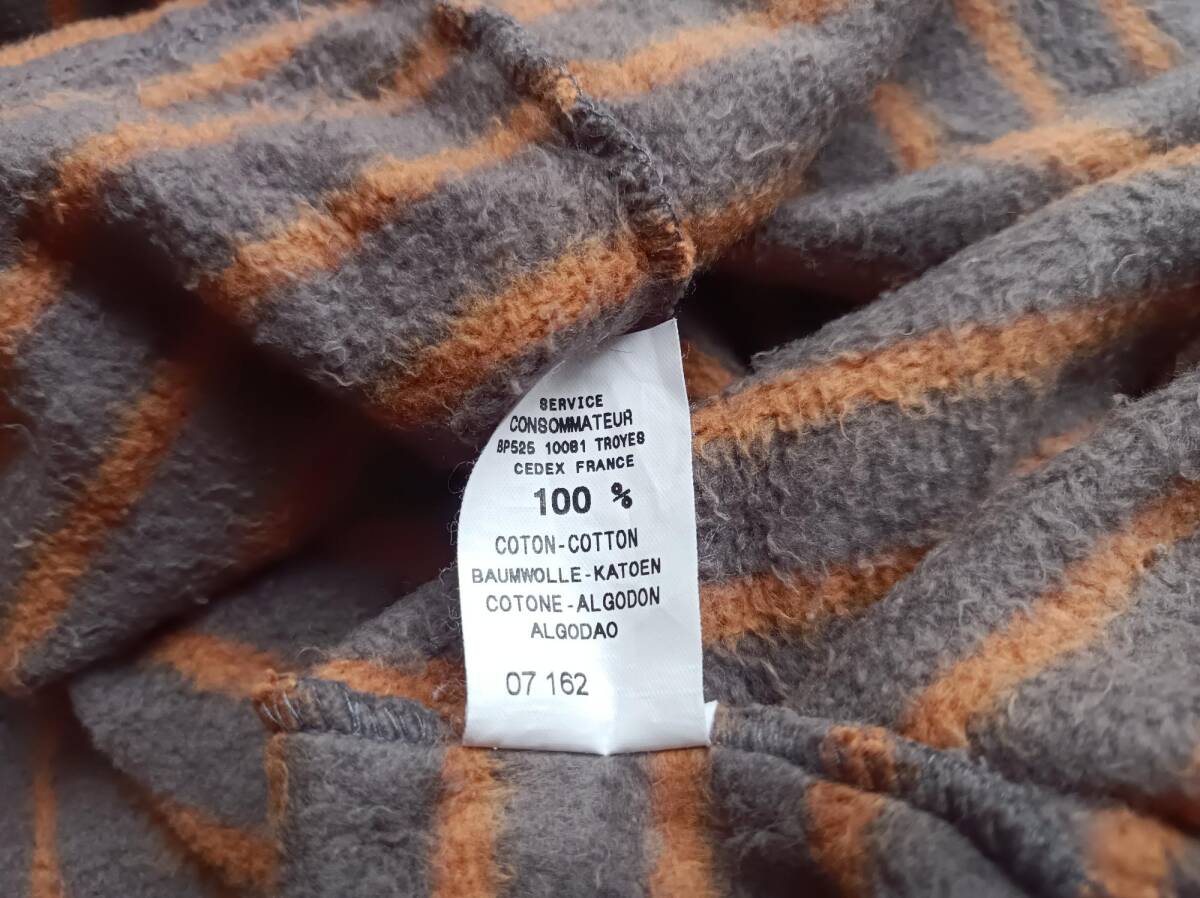 SERVICE
CONSOMMATEUR
BP525 10081 TROYES
CEDEX FRANCE
100 %
COTON-COTTON
BAUMWOLLE-KATOEN
COTONE-ALGODON
ALGODAO
07 162